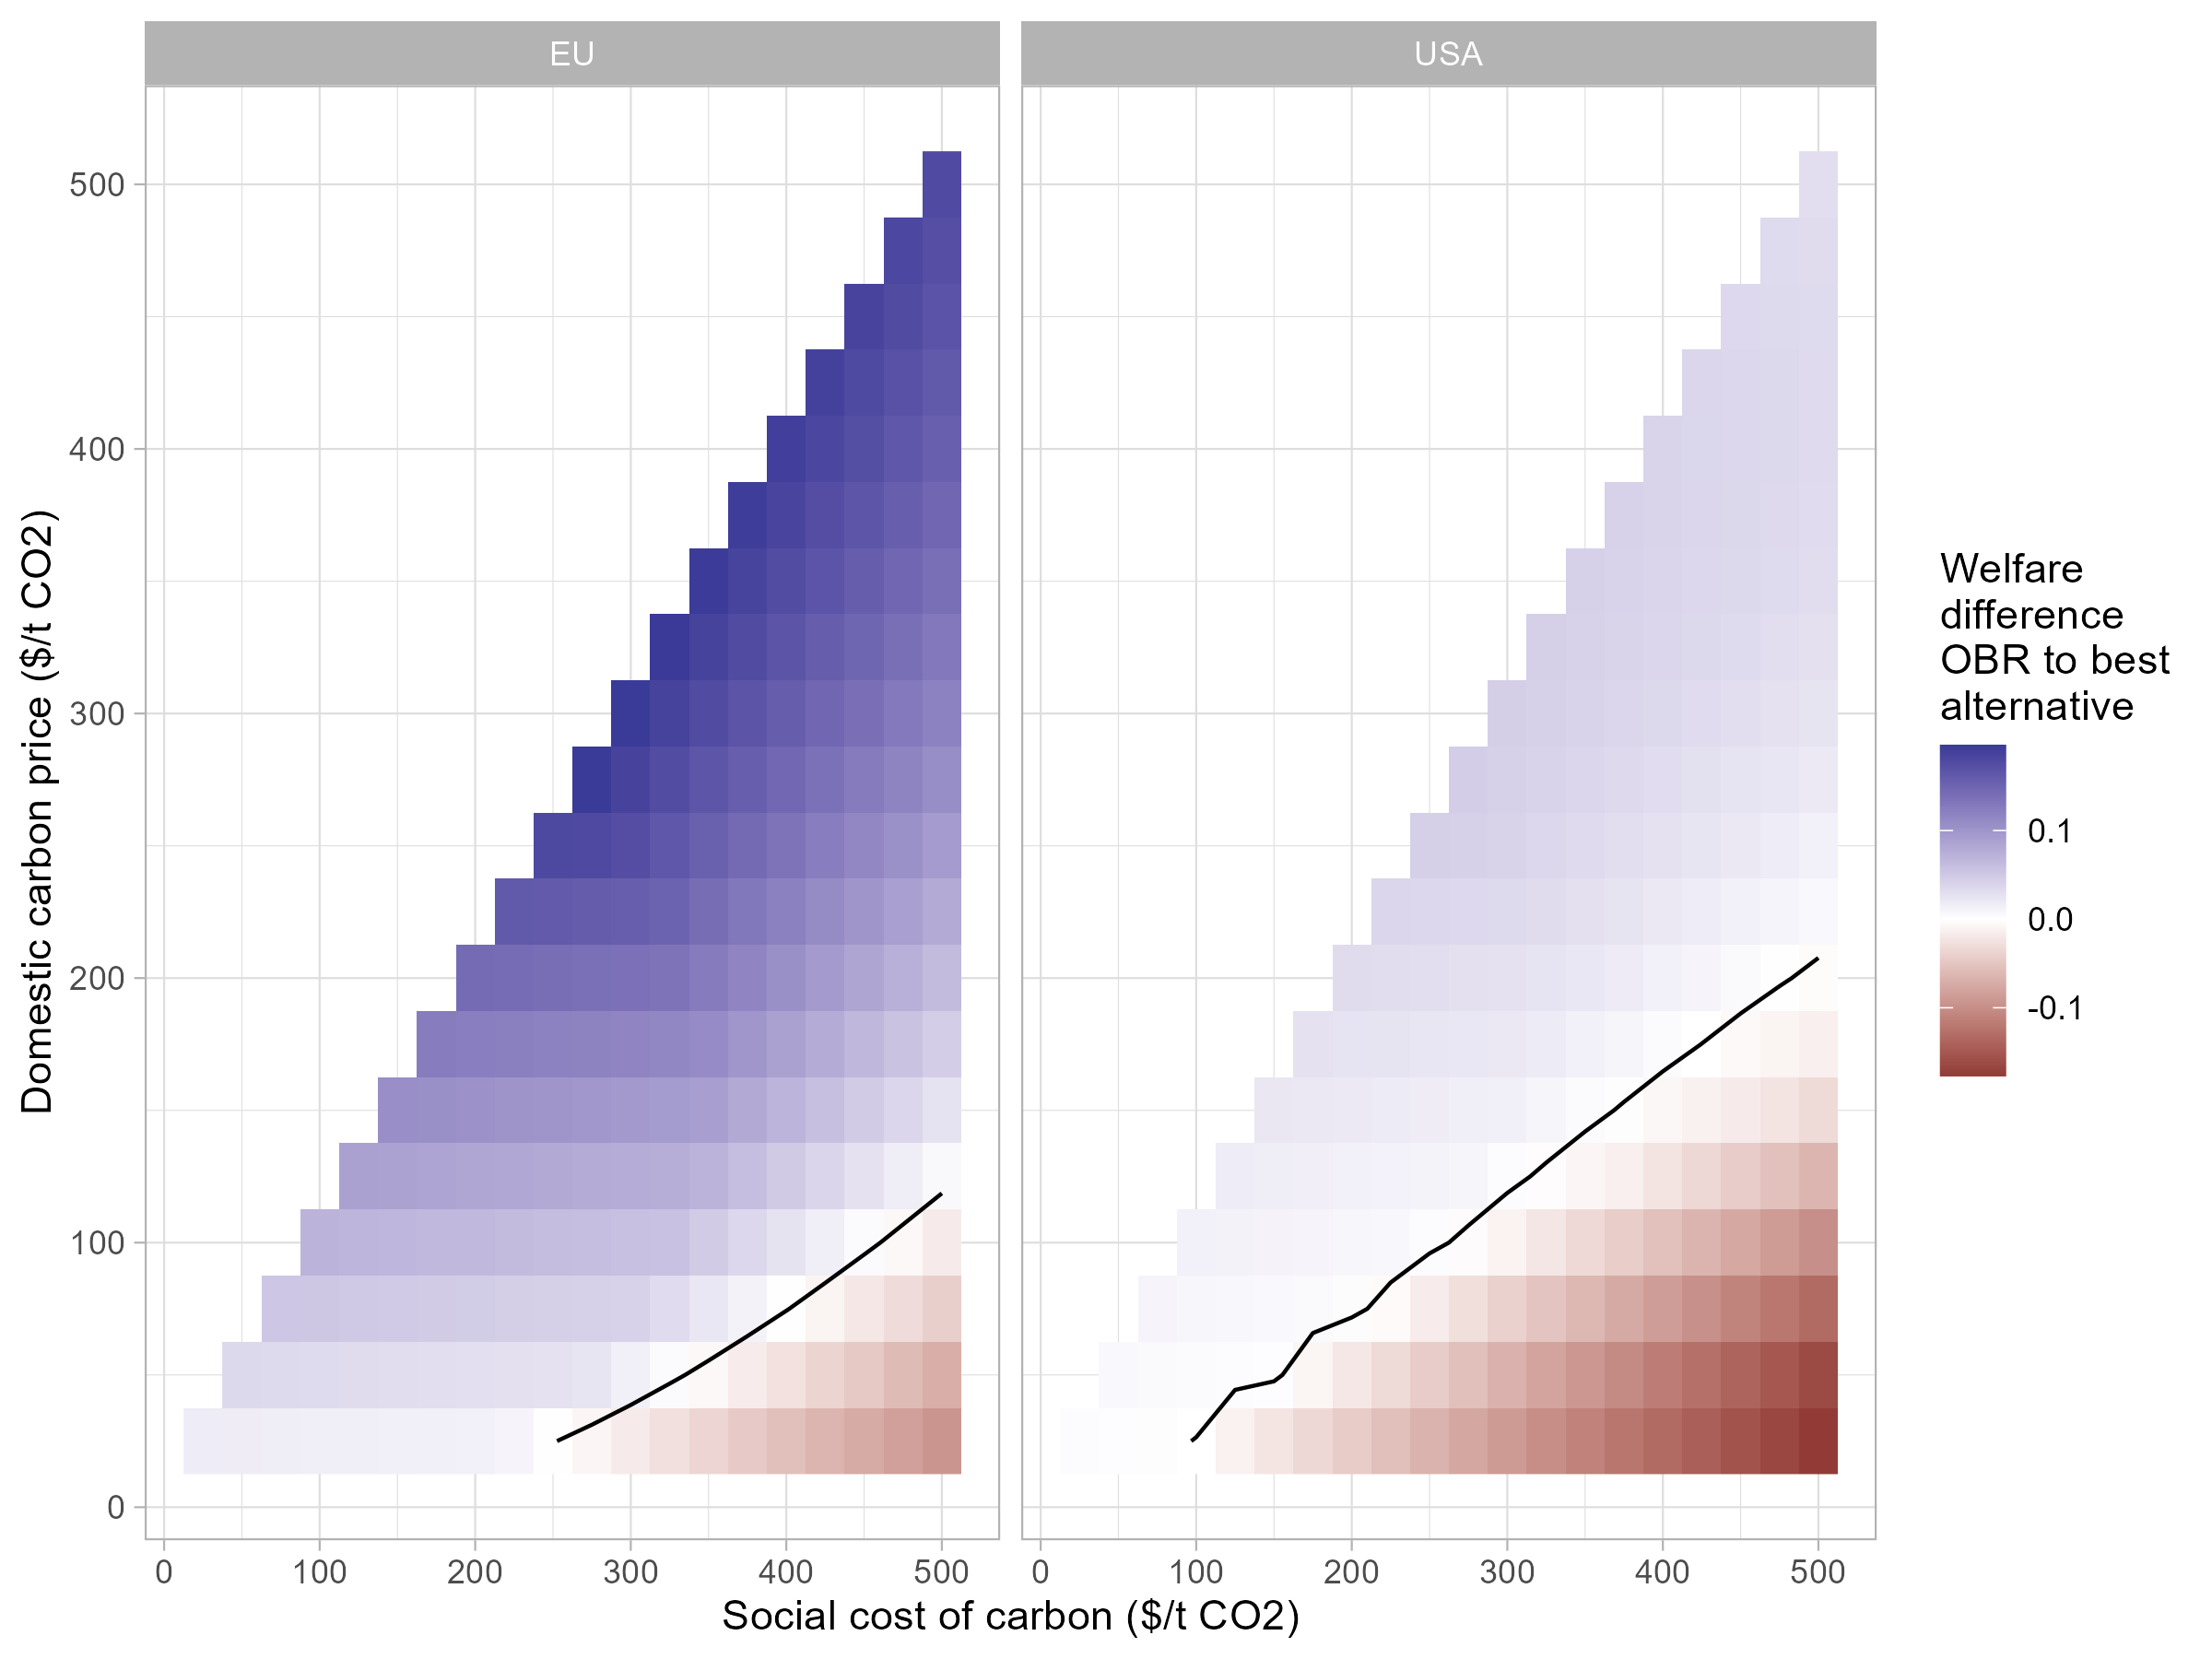 EU
USA
500
400
300
200
100
0
Domestic carbon price ($/t CO2)
0 100 200 300 400 500
0 100 200 300 400 500
Social cost of carbon ($/t CO2)
Welfare
difference
OBR to best
alternative
0.1
0.0
-0.1